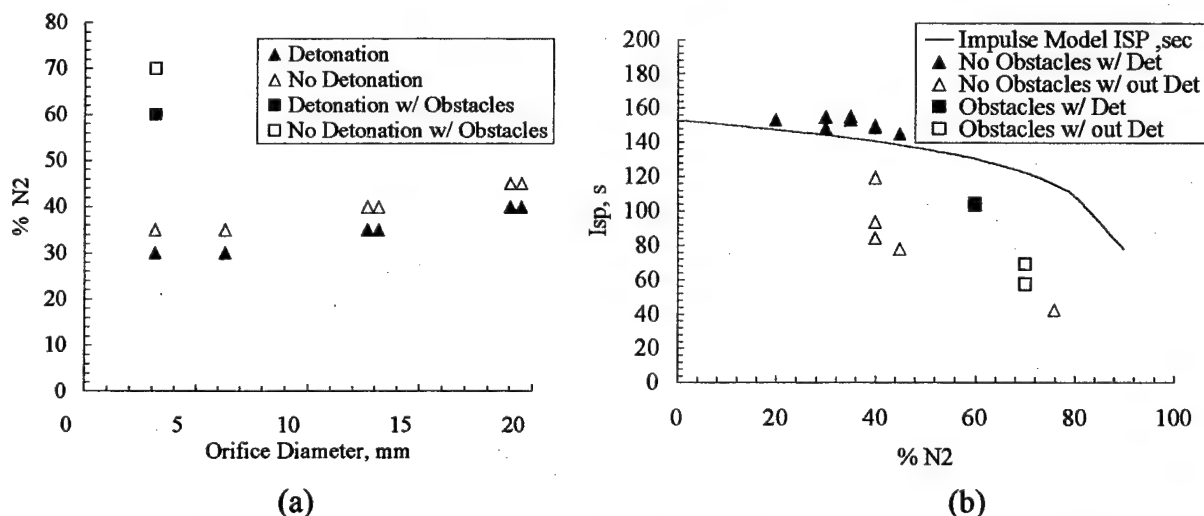 80
70
60
50
40
30
20
10
0
% N2
Detonation
No Detonation
Detonation w/ Obstacles
No Detonation w/ Obstacles
0 5 10 15 20
Orifice Diameter, mm
(a)
200
180
160
140
120
100
80
60
40
20
0
Isp, s
Impulse Model ISP ,sec
No Obstacles w/ Det
No Obstacles w/ out Det
Obstacles w/ Det
Obstacles w/ out Det
0 20 40 60 80 100
% N2
(b)